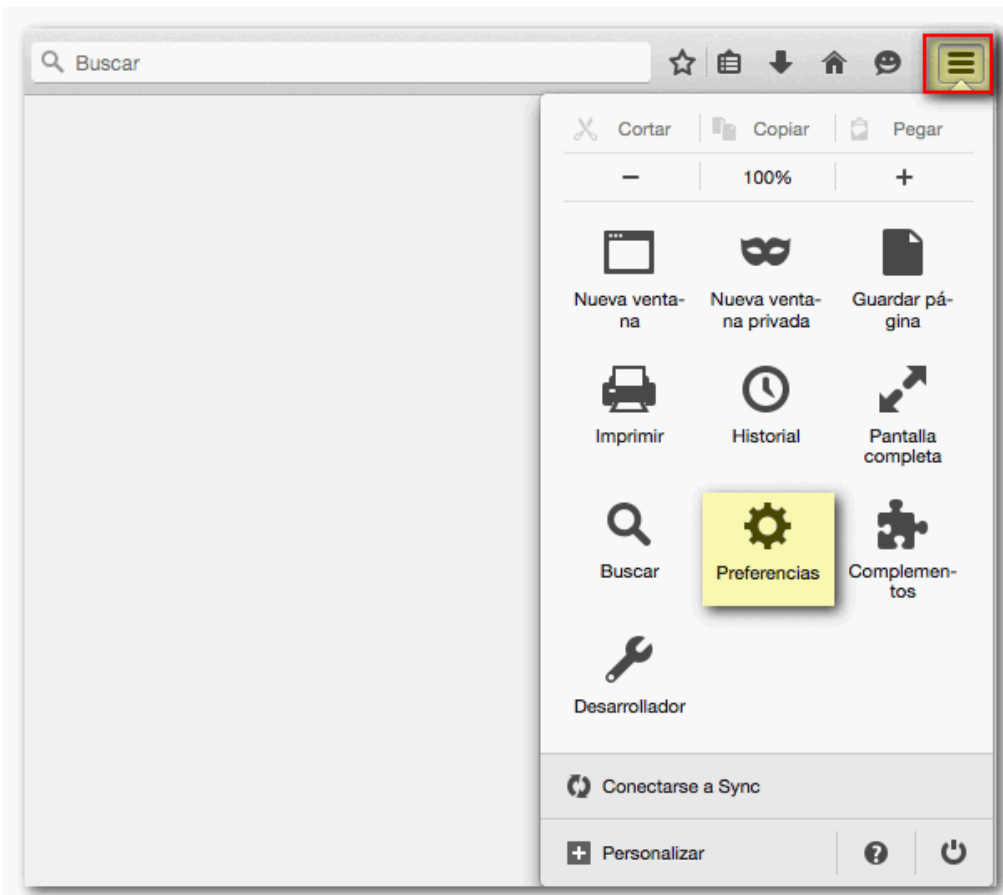 Buscar
Cortar Copiar Pegar
− 100% +
Nueva venta- Nueva venta- Guardar pá-
na na privada gina
Imprimir Historial Pantalla
completa
Buscar Preferencias Complemen-
tos
Desarrollador
Conectarse a Sync
Personalizar